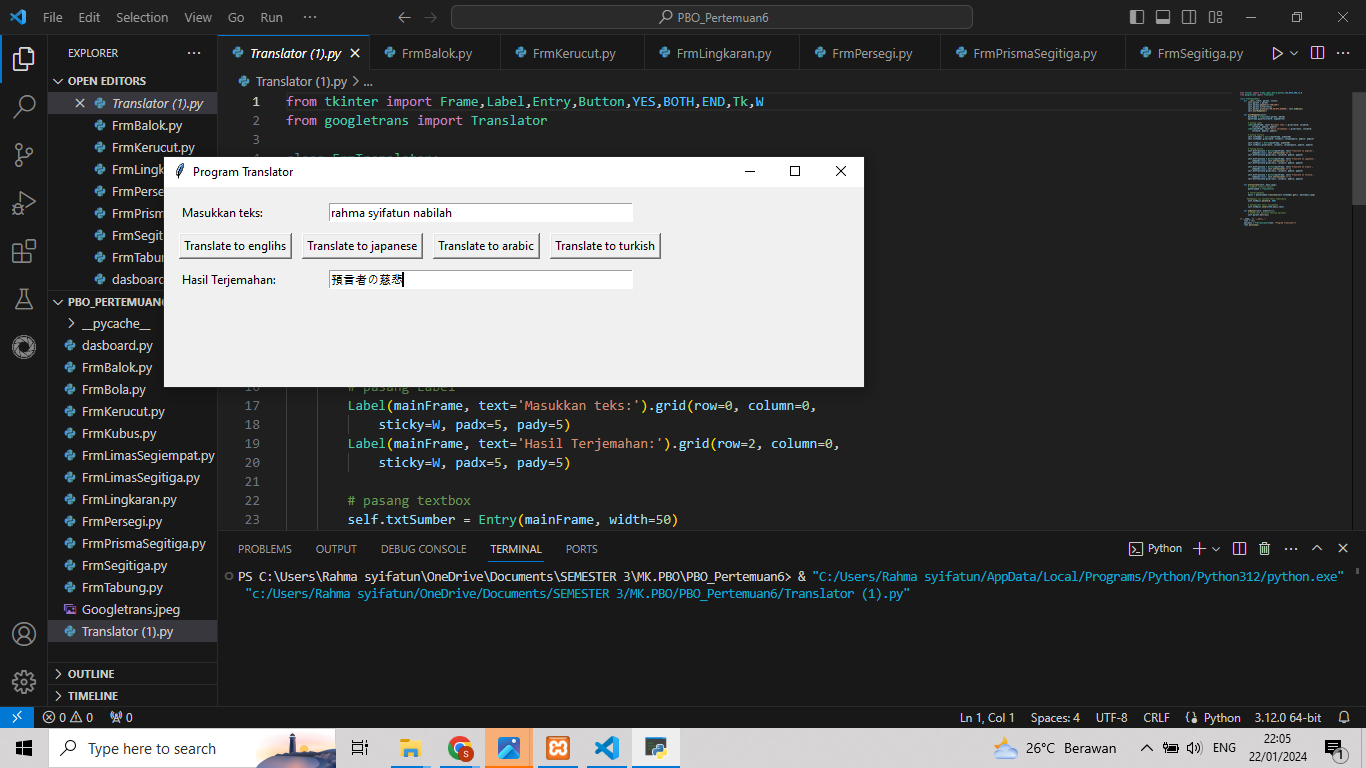 File Edit Selection View Go Run ··· PBO_Pertemuan6
EXPLORER ···
OPEN EDITORS
Translator (1).py
FrmBalok.py
FrmKerucut.py
FrmLing
FrmPerse
FrmPrism
FrmSegit
FrmTabu
dasboard
PBO_PERTEMUAN
__pycache__
dasboard.py
FrmBalok.py
FrmBola.py
FrmKerucut.py
FrmKubus.py
FrmLimasSegiempat.py
FrmLimasSegitiga.py
FrmLingkaran.py
FrmPersegi.py
FrmPrismaSegitiga.py
FrmSegitiga.py
FrmTabung.py
Googletrans.jpeg
Translator (1).py
OUTLINE
TIMELINE
Translator (1).py FrmBalok.py FrmKerucut.py FrmLingkaran.py FrmPersegi.py FrmPrismaSegitiga.py FrmSegitiga.py ···
Translator (1).py > ...
1 from tkinter import Frame,Label,Entry,Button,YES,BOTH,END,Tk,W
2 from googletrans import Translator
3
Program Translator
Masukkan teks: rahma syifatun nabilah
Translate to englihs Translate to japanese Translate to arabic Translate to turkish
Hasil Terjemahan: 預言者の慈悲
# pasang Label
17 Label(mainFrame, text='Masukkan teks:').grid(row=0, column=0,
18 sticky=W, padx=5, pady=5)
19 Label(mainFrame, text='Hasil Terjemahan:').grid(row=2, column=0,
20 sticky=W, padx=5, pady=5)
21
22 # pasang textbox
23 self.txtSumber = Entry(mainFrame, width=50)
PROBLEMS OUTPUT DEBUG CONSOLE TERMINAL PORTS Python ···
PS C:\Users\Rahma syifatun\OneDrive\Documents\SEMESTER 3\MK.PBO\PBO_Pertemuan6> & "C:/Users/Rahma syifatun/AppData/Local/Programs/Python/Python312/python.exe"
"c:/Users/Rahma syifatun/OneDrive/Documents/SEMESTER 3/MK.PBO/PBO_Pertemuan6/Translator (1).py"
0 0 0 Ln 1, Col 1 Spaces: 4 UTF-8 CRLF Python 3.12.0 64-bit
Type here to search 26°C Berawan ENG 22:05
22/01/2024 1